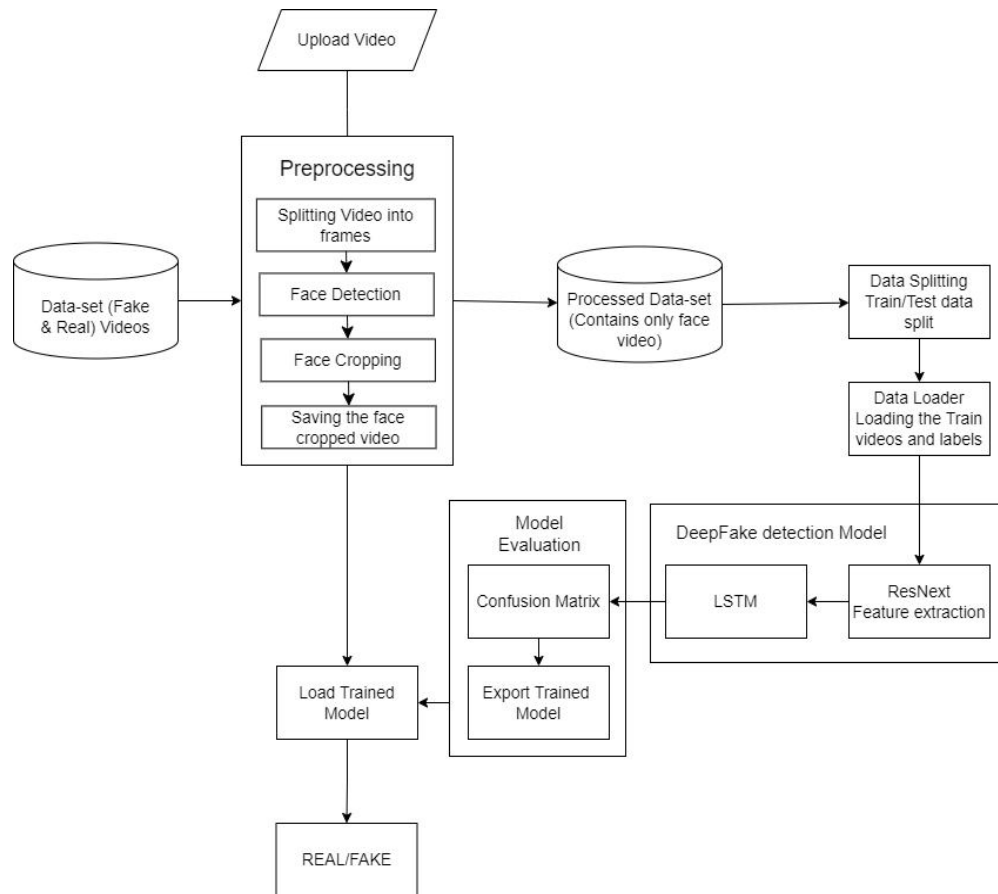 Upload Video
Preprocessing
Splitting Video into
frames
Face Detection
Face Cropping
Saving the face
cropped video
Data-set (Fake
& Real) Videos
Processed Data-set
(Contains only face
video)
Data Splitting
Train/Test data
split
Data Loader
Loading the Train
videos and labels
DeepFake detection Model
ResNext
Feature extraction
LSTM
Model
Evaluation
Confusion Matrix
Export Trained
Model
Load Trained
Model
REAL/FAKE